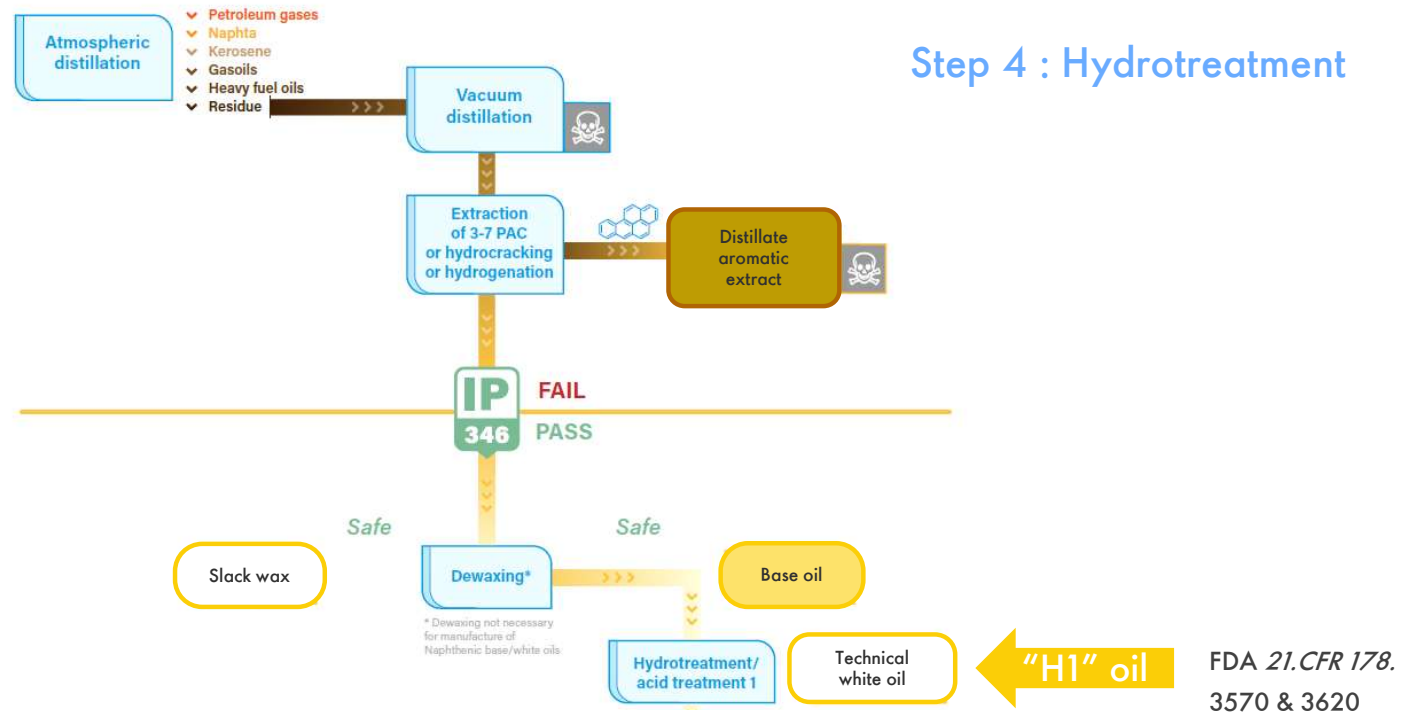 Step 4 : Hydrotreatment
Atmospheric
distillation
Petroleum gases
Naphta
Kerosene
Gasoils
Heavy fuel oils
Residue
Vacuum
distillation
Extraction
of 3-7 PAC
or hydrocracking
or hydrogenation
Distillate
aromatic
extract
IP
346
FAIL
PASS
Safe
Safe
Slack wax
Dewaxing*
Base oil
* Dewaxing not necessary
for manufacture of
Naphthenic base/white oils
Hydrotreatment/
acid treatment 1
Technical
white oil
"H1" oil
FDA 21.CFR 178.
3570 & 3620